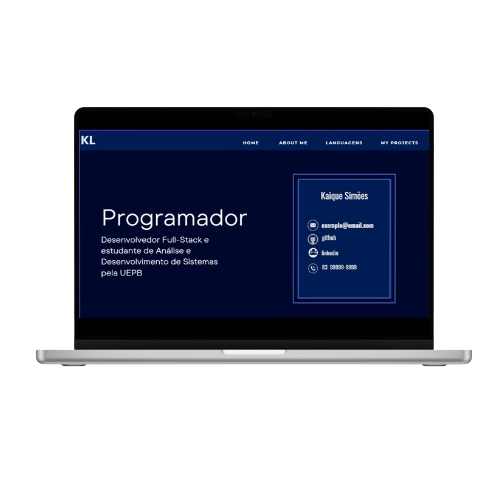 KL
HOME ABOUT ME LANGUAGENS MY PROJECTS
Programador
Desenvolvedor Full-Stack e
estudante de Análise e
Desenvolvimento de Sistemas
pela UEPB
Kaique Simões
exemplo@email.com
github
linkedin
83 99999-9999